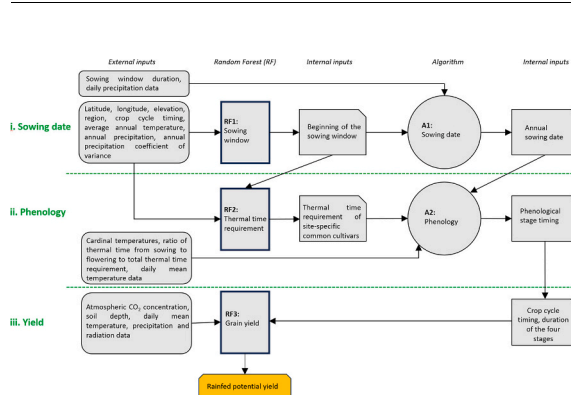 External inputs
Random Forest (RF)
Internal inputs
Algorithm
Internal inputs
Sowing window duration,
daily precipitation data
i. Sowing date
Latitude, longitude, elevation,
region, crop cycle timing,
average annual temperature,
annual precipitation, annual
precipitation coefficient of
variance
RF1:
Sowing
window
Beginning of the
sowing window
A1:
Sowing date
Annual
sowing date
ii. Phenology
RF2:
Thermal time
requirement
Thermal time
requirement of
site-specific
common cultivars
A2:
Phenology
Phenological
stage timing
Cardinal temperatures, ratio of
thermal time from sowing to
flowering to total thermal time
requirement, daily mean
temperature data
iii. Yield
Atmospheric CO₂ concentration,
soil depth, daily mean
temperature, precipitation and
radiation data
RF3:
Grain yield
Crop cycle
timing, duration
of the four
stages
Rainfed potential yield